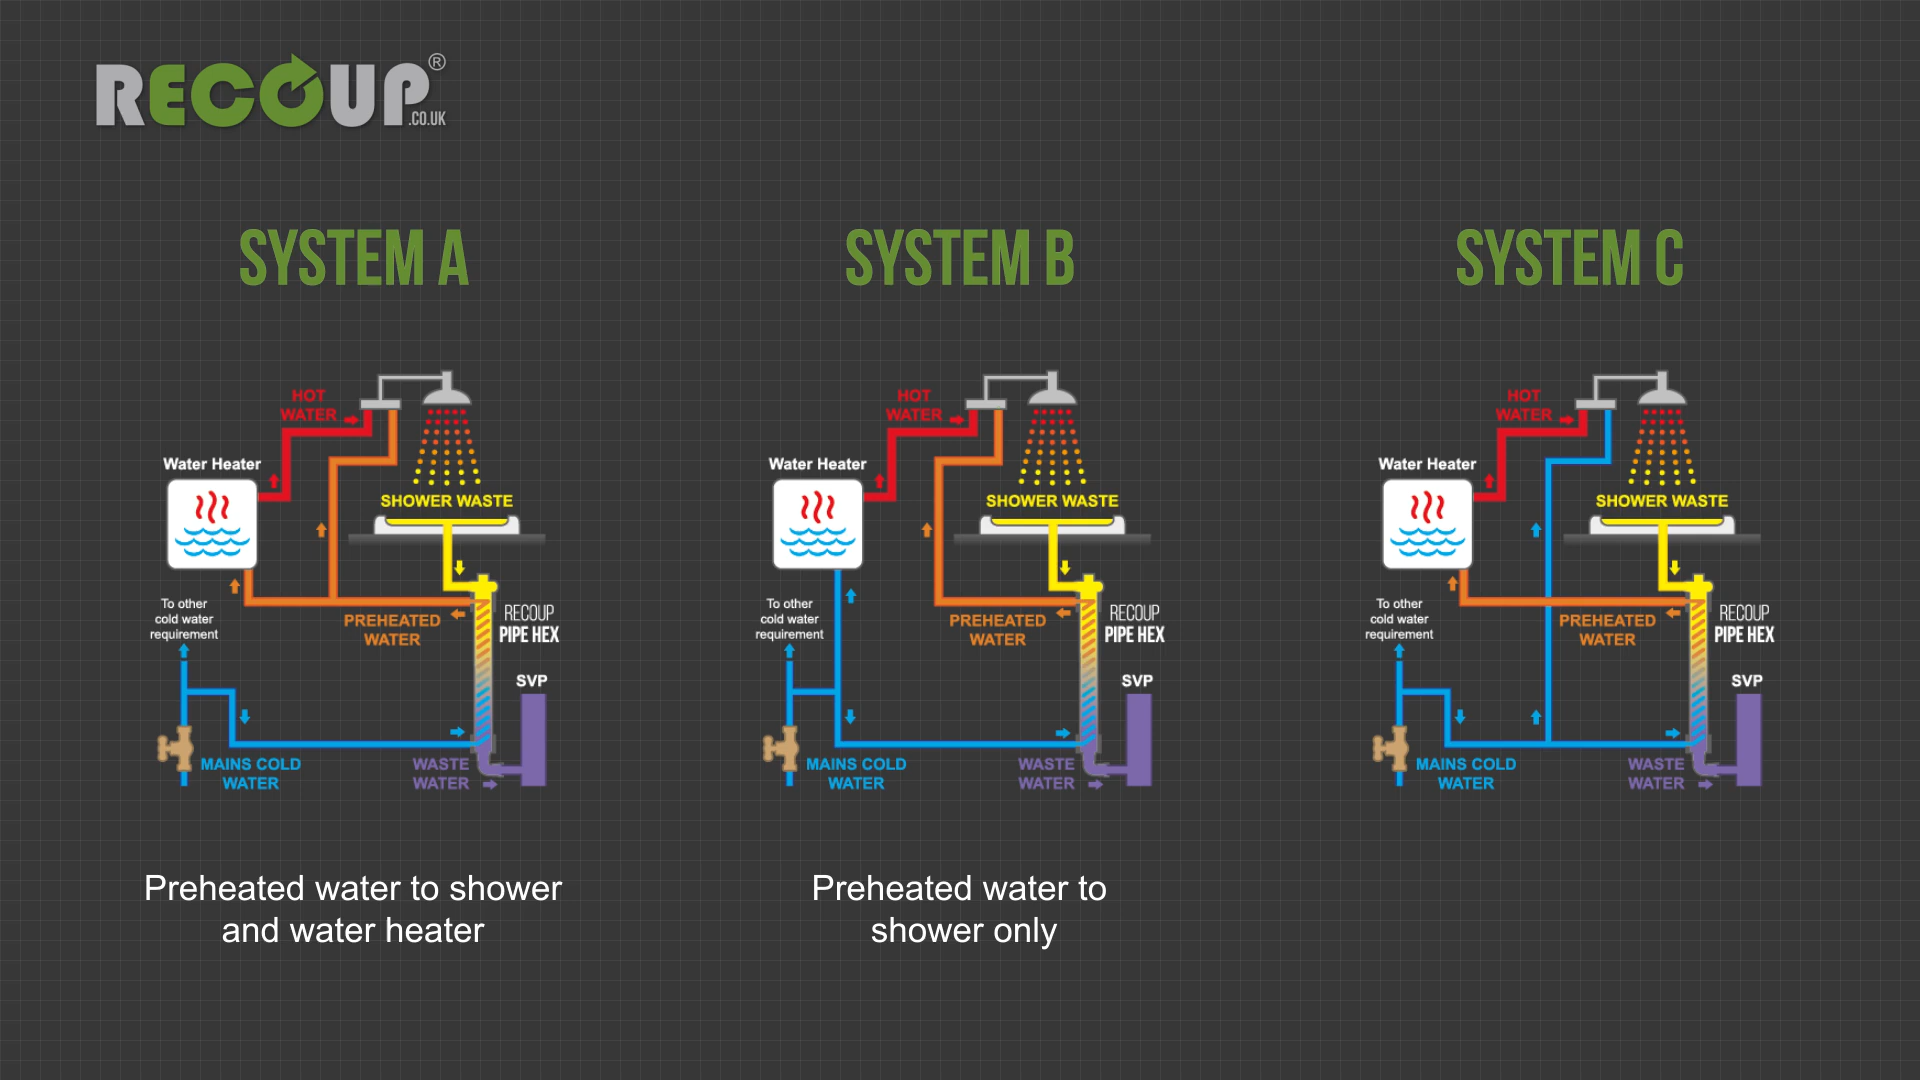 RECOUP®
.CO.UK
SYSTEM A
HOT
WATER
Water Heater
SHOWER WASTE
To other
cold water
requirement
PREHEATED
WATER
RECOUP
PIPE HEX
SVP
MAINS COLD
WATER
WASTE
WATER
Preheated water to shower
and water heater
SYSTEM B
HOT
WATER
Water Heater
SHOWER WASTE
To other
cold water
requirement
PREHEATED
WATER
RECOUP
PIPE HEX
SVP
MAINS COLD
WATER
WASTE
WATER
Preheated water to
shower only
SYSTEM C
HOT
WATER
Water Heater
SHOWER WASTE
To other
cold water
requirement
PREHEATED
WATER
RECOUP
PIPE HEX
SVP
MAINS COLD
WATER
WASTE
WATER